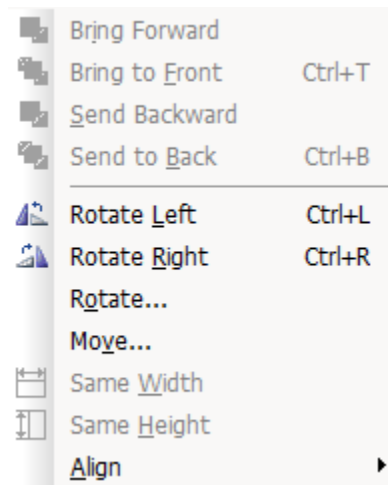 Bring Forward
Bring to Front Ctrl+T
Send Backward
Send to Back Ctrl+B
Rotate Left Ctrl+L
Rotate Right Ctrl+R
Rotate...
Move...
Same Width
Same Height
Align